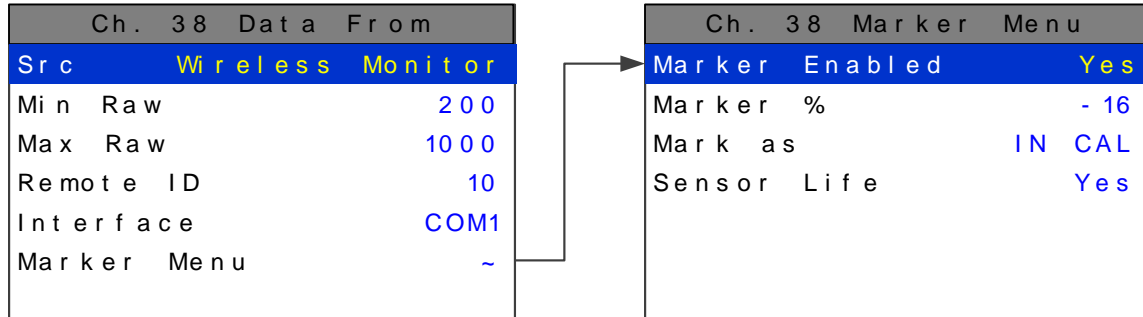 Ch. 38 Data From
Src Wireless Monitor
Min Raw 200
Max Raw 1000
Remote ID 10
Interface COM1
Marker Menu ~
Ch. 38 Marker Menu
Marker Enabled Yes
Marker % -16
Mark as IN CAL
Sensor Life Yes